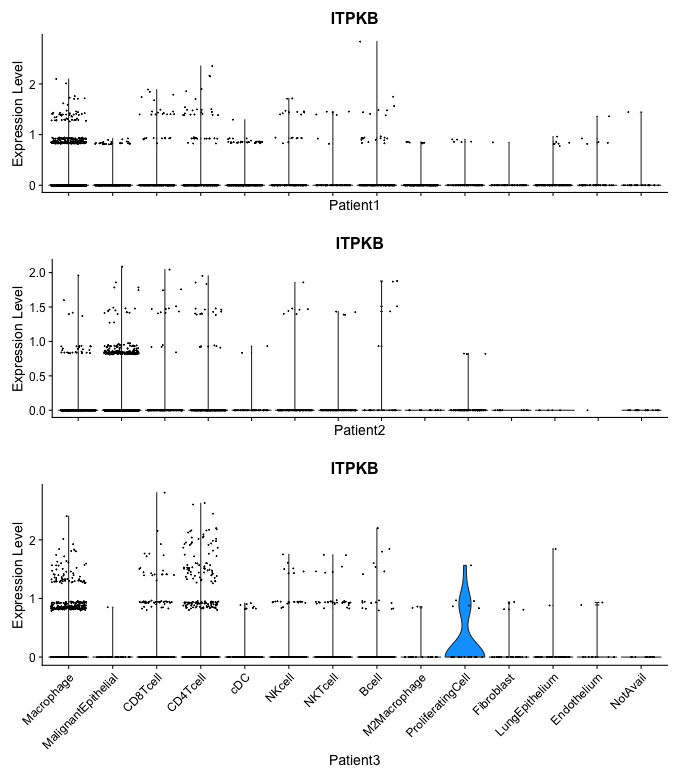 ITPKB
Expression Level
2
1
0
Patient1
ITPKB
Expression Level
2.0
1.5
1.0
0.5
0.0
Patient2
ITPKB
Expression Level
2
1
0
Macrophage
MalignantEpithelial
CD8Tcell
CD4Tcell
cDC
NKcell
NKTcell
Bcell
M2Macrophage
ProliferatingCell
Fibroblast
LungEpithelium
Endothelium
NotAvail
Patient3